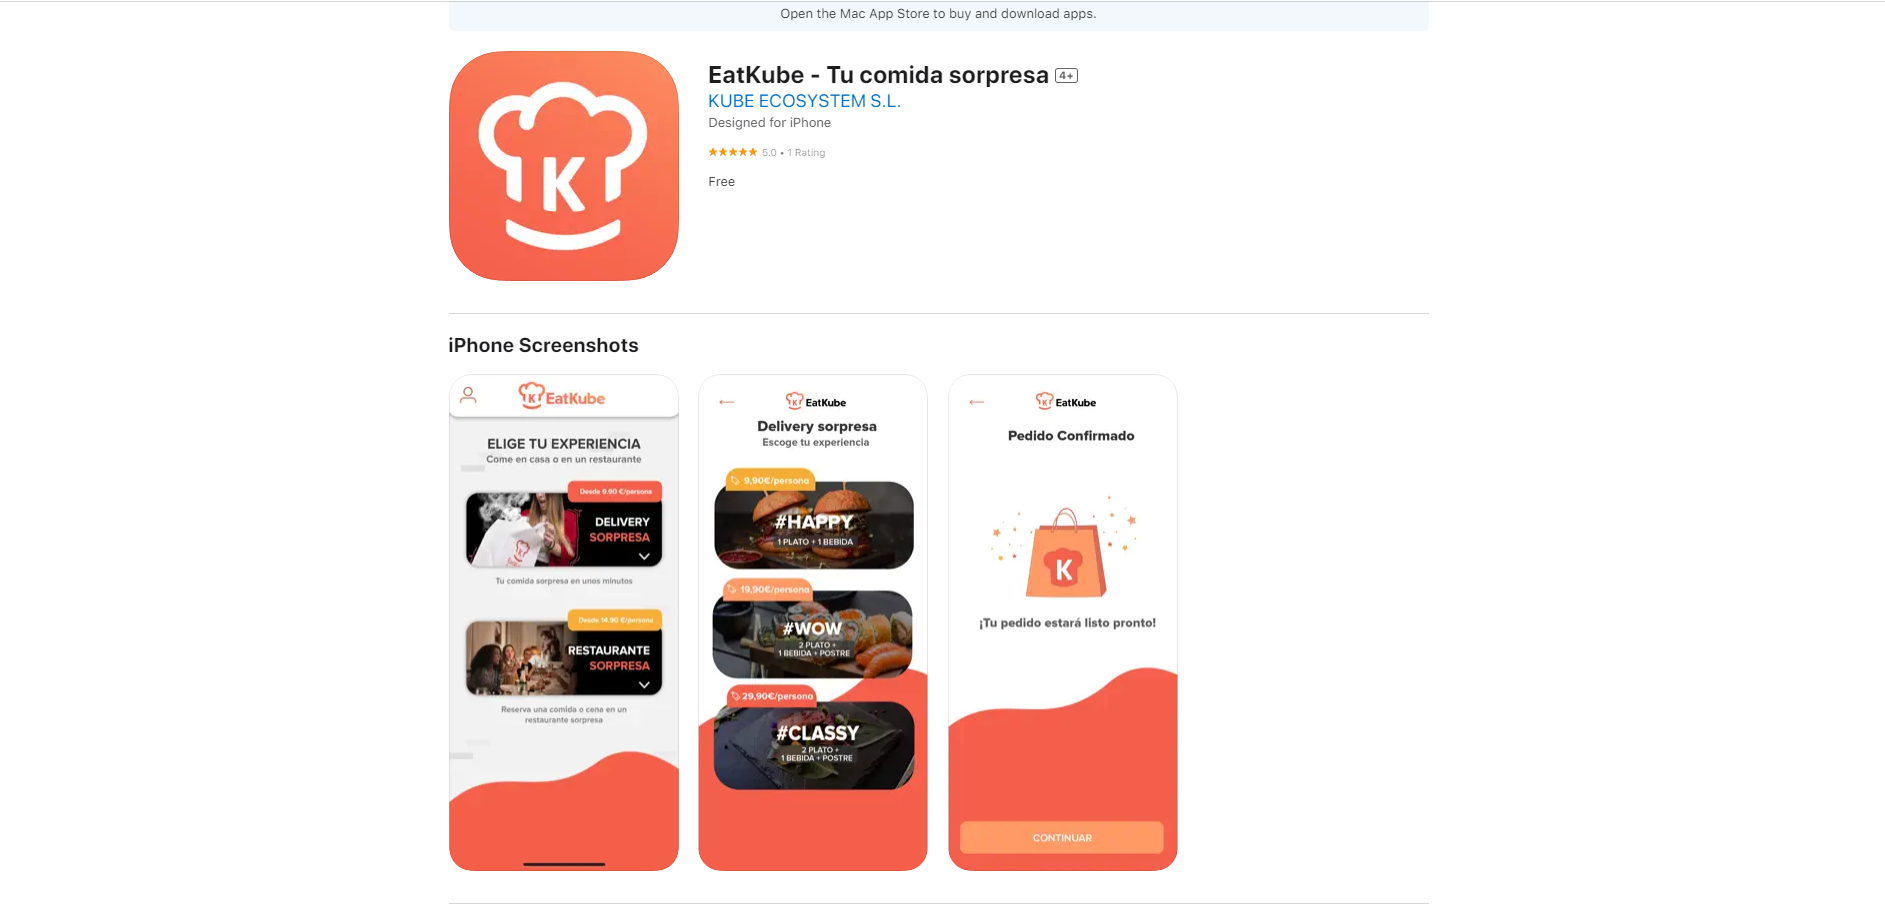 Open the Mac App Store to buy and download apps.
K
EatKube - Tu comida sorpresa 4+
KUBE ECOSYSTEM S.L.
Designed for iPhone
★★★★★ 5.0 • 1 Rating
Free
iPhone Screenshots
K EatKube
ELIGE TU EXPERIENCIA
Come en casa o en un restaurante
Desde 9.90 €/persona
DELIVERY
SORPRESA
Tu comida sorpresa en unos minutos
Desde 14.90 €/persona
RESTAURANTE
SORPRESA
Reserva una comida o cena en un
restaurante sorpresa
K EatKube
Delivery sorpresa
Escoge tu experiencia
9,90€/persona
#HAPPY
1 PLATO + 1 BEBIDA
19,90€/persona
#WOW
2 PLATO +
1 BEBIDA + POSTRE
29,90€/persona
#CLASSY
2 PLATO +
1 BEBIDA + POSTRE
K EatKube
Pedido Confirmado
K
¡Tu pedido estará listo pronto!
CONTINUAR